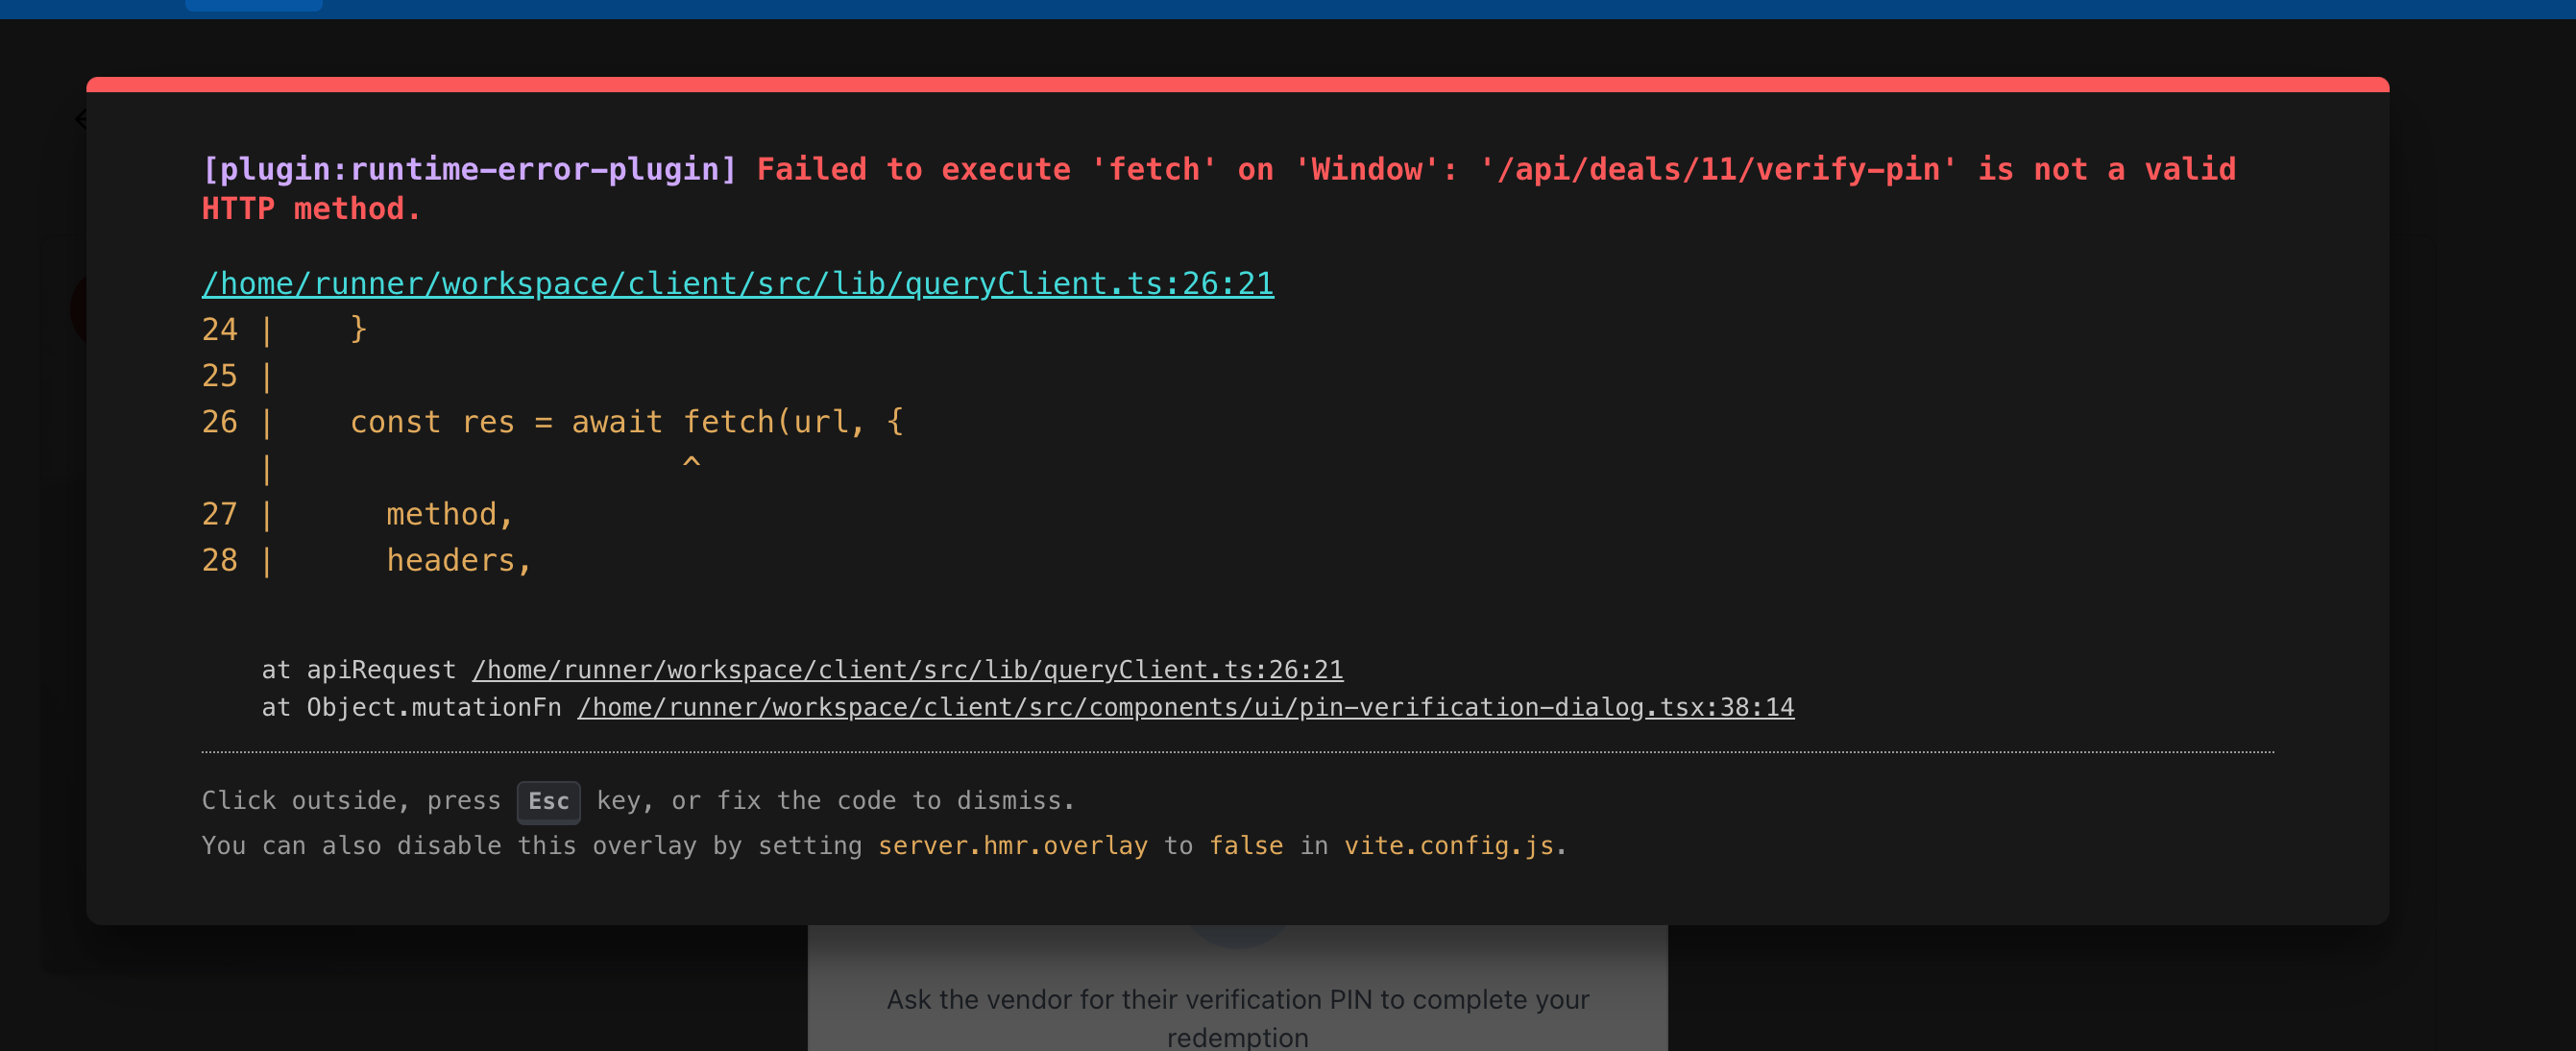 [plugin:runtime-error-plugin] Failed to execute 'fetch' on 'Window': '/api/deals/11/verify-pin' is not a valid
HTTP method.
/home/runner/workspace/client/src/lib/queryClient.ts:26:21
24 |    }
25 |
26 |    const res = await fetch(url, {
   |                      ^
27 |      method,
28 |      headers,
at apiRequest /home/runner/workspace/client/src/lib/queryClient.ts:26:21
at Object.mutationFn /home/runner/workspace/client/src/components/ui/pin-verification-dialog.tsx:38:14
Click outside, press Esc key, or fix the code to dismiss.
You can also disable this overlay by setting server.hmr.overlay to false in vite.config.js.
Ask the vendor for their verification PIN to complete your
redemption